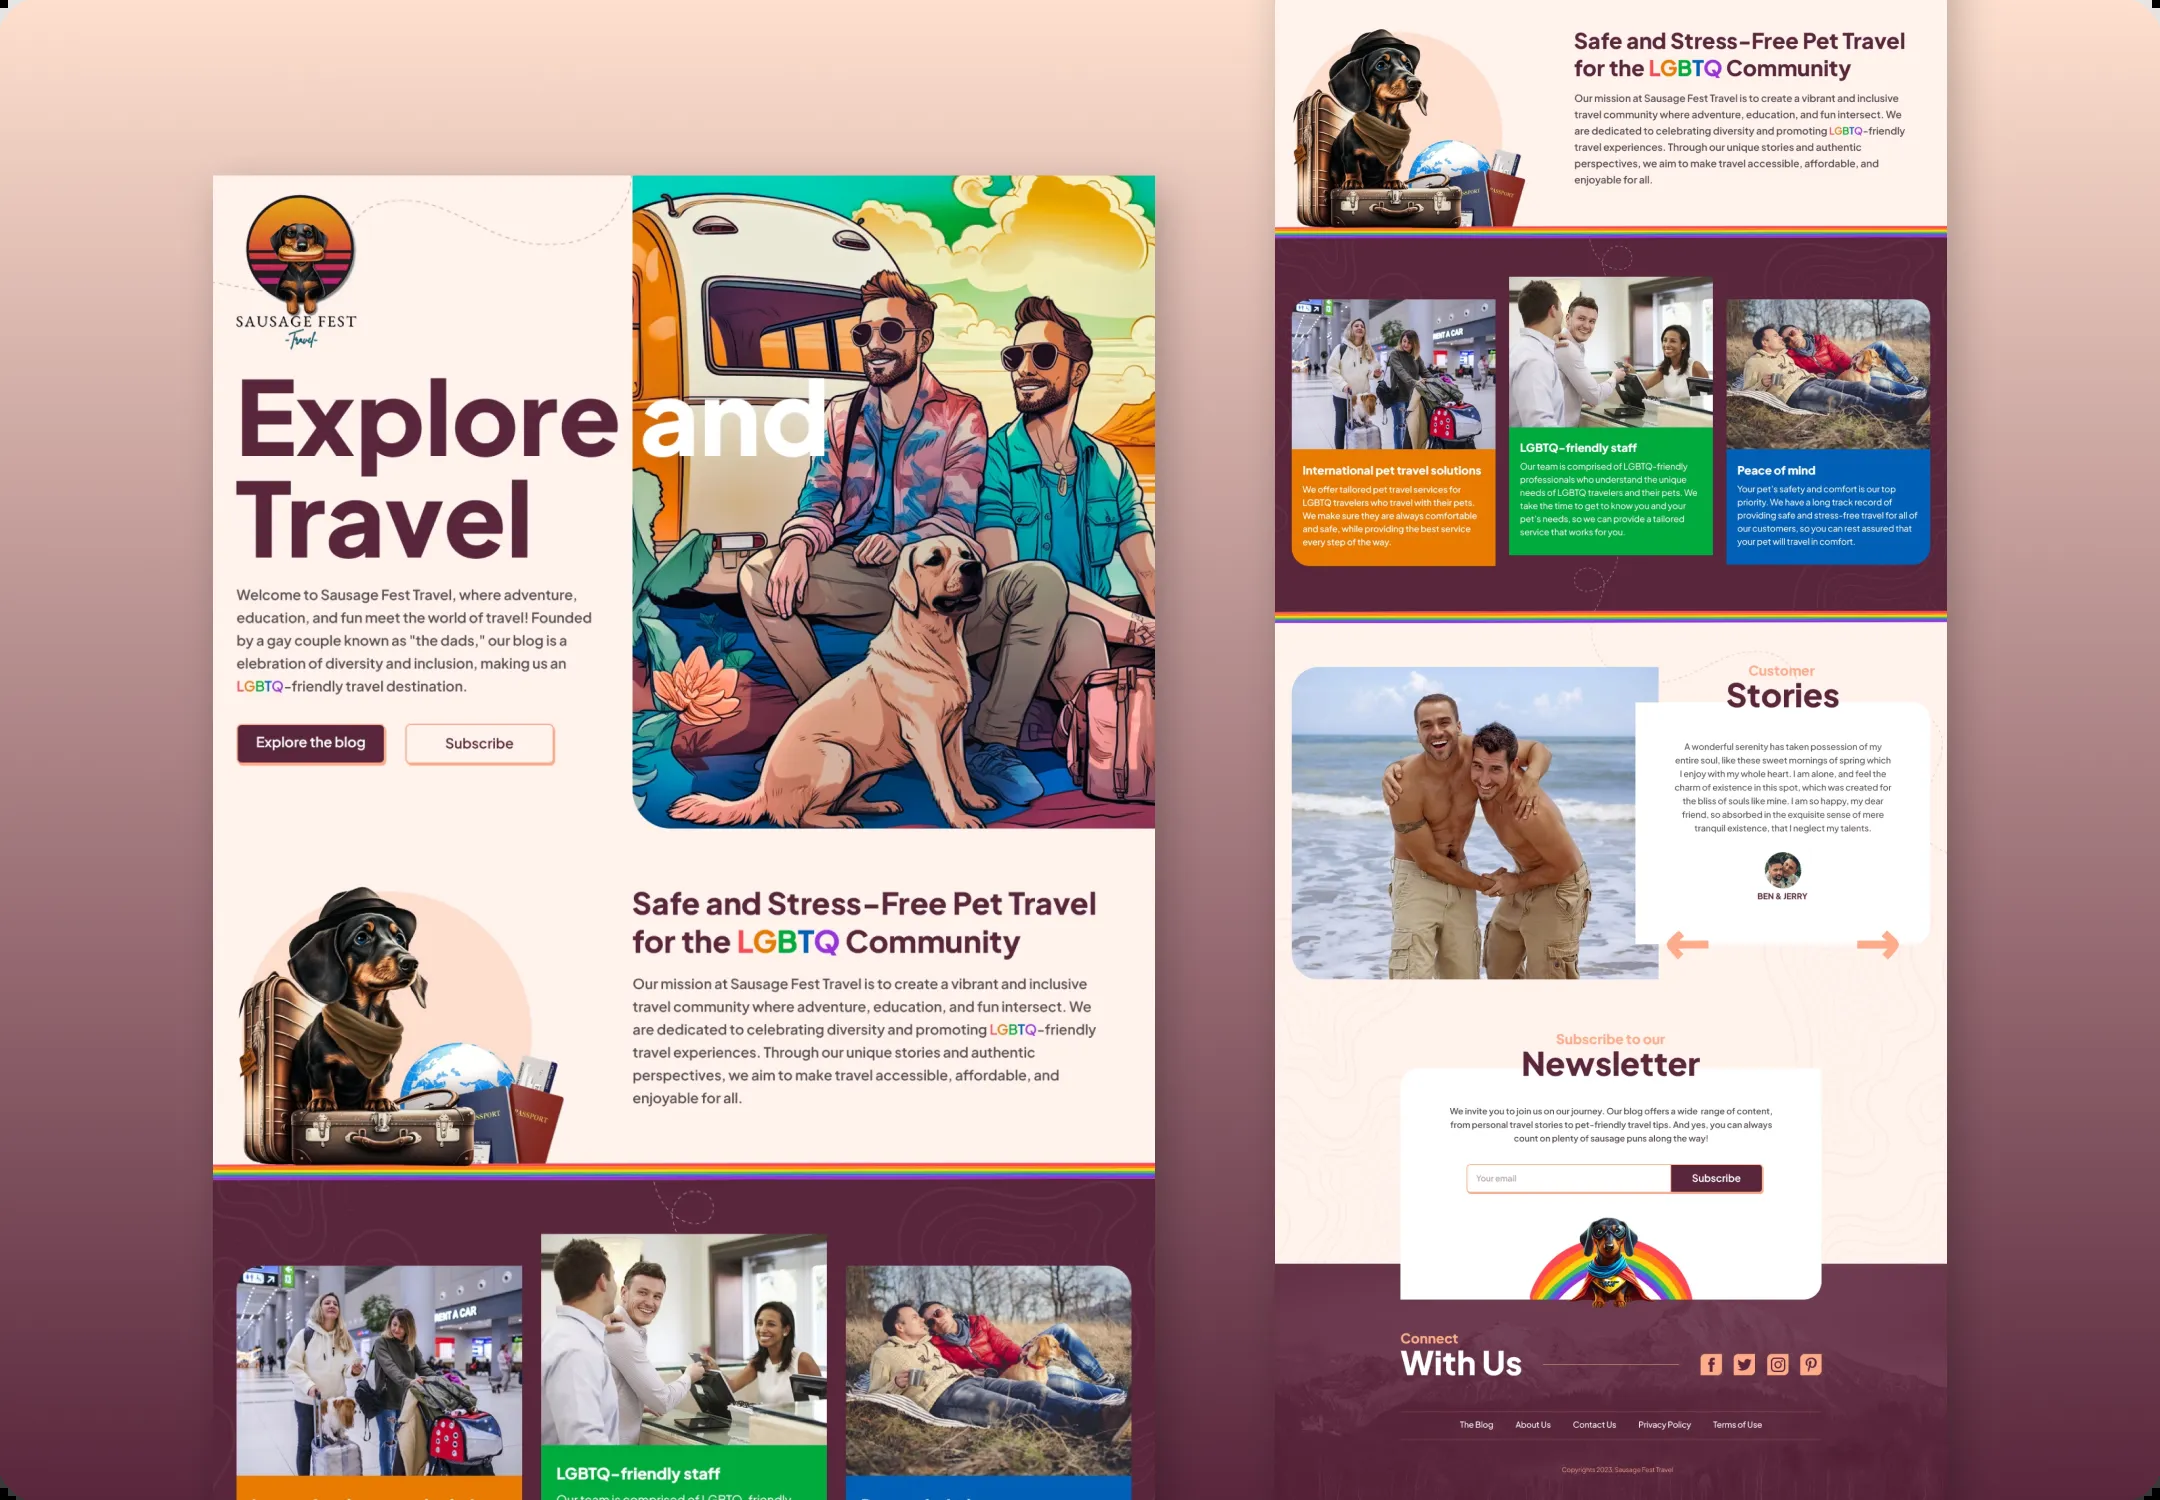 SAUSAGE FEST
-Travel-
Explore and
Travel
Welcome to Sausage Fest Travel, where adventure,
education, and fun meet the world of travel! Founded
by a gay couple known as "the dads," our blog is a
elebration of diversity and inclusion, making us an
LGBTQ-friendly travel destination.
Explore the blog
Subscribe
Safe and Stress-Free Pet Travel
for the LGBTQ Community
Our mission at Sausage Fest Travel is to create a vibrant and inclusive
travel community where adventure, education, and fun intersect. We
are dedicated to celebrating diversity and promoting LGBTQ-friendly
travel experiences. Through our unique stories and authentic
perspectives, we aim to make travel accessible, affordable, and
enjoyable for all.
PASSPORT
RENT A CAR
LGBTQ-friendly staff
Our team is comprised of LGBTQ-friendly
Safe and Stress-Free Pet Travel
for the LGBTQ Community
Our mission at Sausage Fest Travel is to create a vibrant and inclusive
travel community where adventure, education, and fun intersect. We
are dedicated to celebrating diversity and promoting LGBTQ-friendly
travel experiences. Through our unique stories and authentic
perspectives, we aim to make travel accessible, affordable, and
enjoyable for all.
PASSPORT
RENT A CAR
International pet travel solutions
We offer tailored pet travel services for
LGBTQ travelers who travel with their pets.
We make sure they are always comfortable
and safe, while providing the best service
every step of the way.
LGBTQ-friendly staff
Our team is comprised of LGBTQ-friendly
professionals who understand the unique
needs of LGBTQ travelers and their pets. We
take the time to get to know you and your
pet's needs, so we can provide a tailored
service that works for you.
Peace of mind
Your pet's safety and comfort is our top
priority. We have a long track record of
providing safe and stress-free travel for all of
our customers, so you can rest assured that
your pet will travel in comfort.
Customer
Stories
A wonderful serenity has taken possession of my
entire soul, like these sweet mornings of spring which
I enjoy with my whole heart. I am alone, and feel the
charm of existence in this spot, which was created for
the bliss of souls like mine. I am so happy, my dear
friend, so absorbed in the exquisite sense of mere
tranquil existence, that I neglect my talents.
BEN & JERRY
Subscribe to our
Newsletter
We invite you to join us on our journey. Our blog offers a wide range of content,
from personal travel stories to pet-friendly travel tips. And yes, you can always
count on plenty of sausage puns along the way!
Your email
Subscribe
Connect
With Us
The Blog
About Us
Contact Us
Privacy Policy
Terms of Use
Copyrights 2023, Sausage Fest Travel